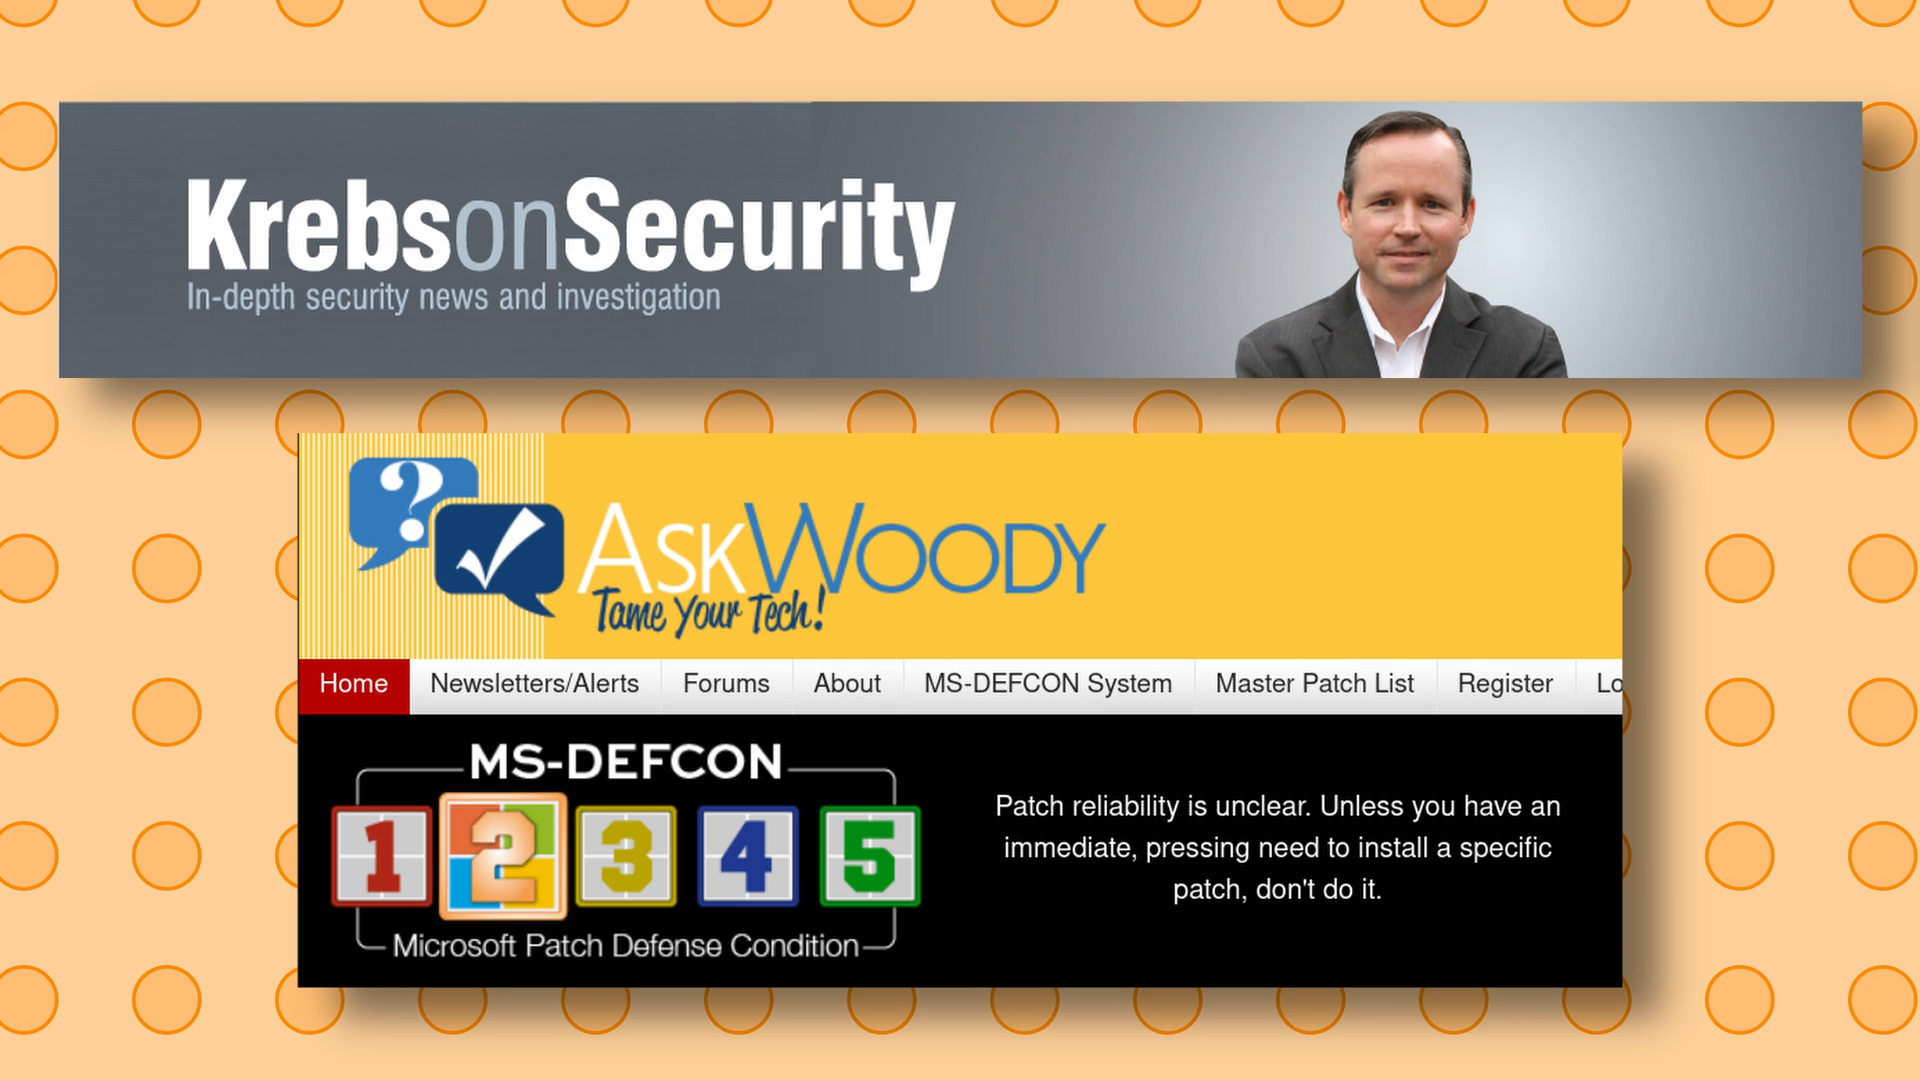 KrebsonSecurity
In-depth security news and investigation
?
AskWoody
Tame Your Tech!
Home Newsletters/Alerts Forums About MS-DEFCON System Master Patch List Register Lo
MS-DEFCON
1 2 3 4 5
Microsoft Patch Defense Condition
Patch reliability is unclear. Unless you have an
immediate, pressing need to install a specific
patch, don't do it.